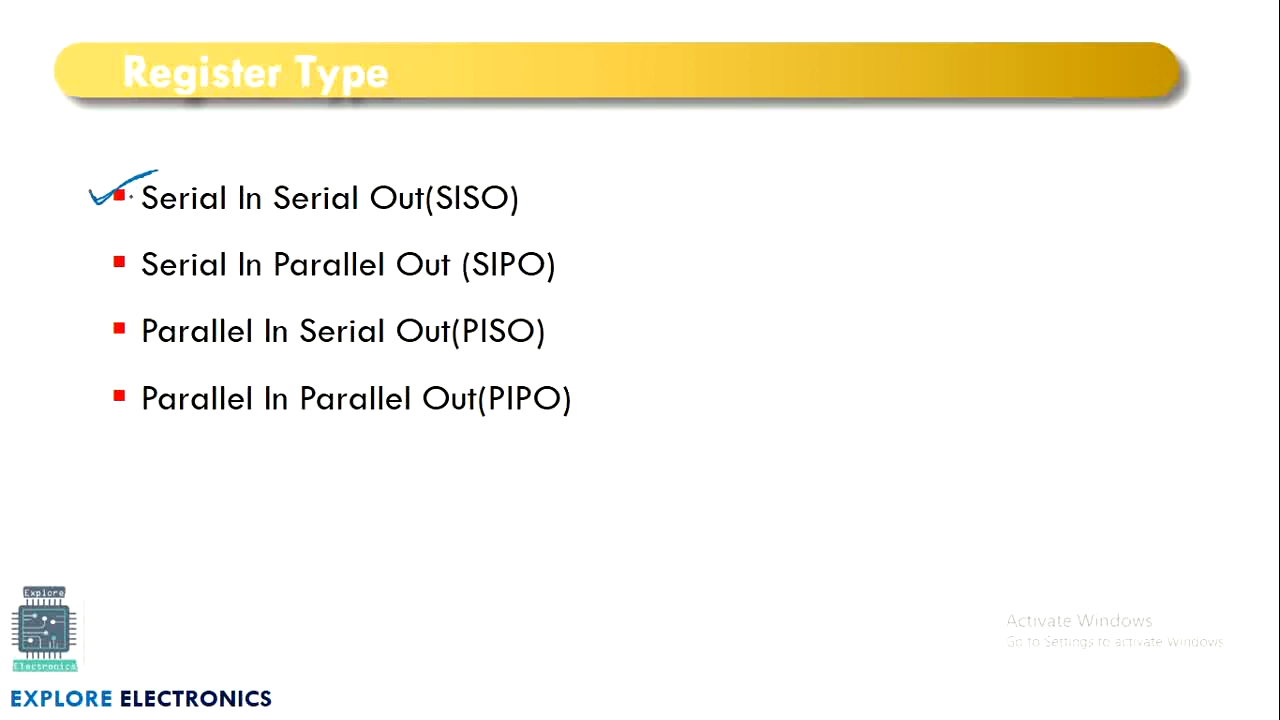 Register Type
Serial In Serial Out(SISO)
Serial In Parallel Out (SIPO)
Parallel In Serial Out(PISO)
Parallel In Parallel Out(PIPO)
Explore
Electronics
EXPLORE ELECTRONICS
Activate Windows
Go to Settings to activate Windows.